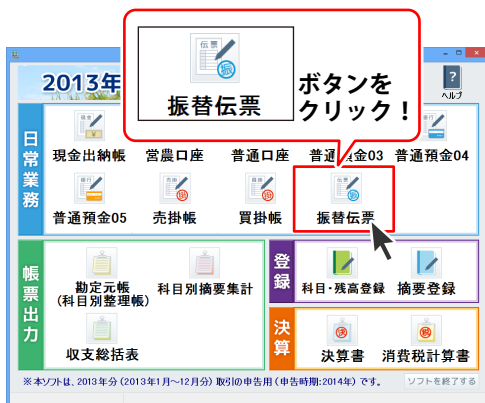 伝票
振
振替伝票
ボタンを
クリック！
2013年
?
ヘルプ
日常業務
現金出納帳
営農口座
普通口座
普通預金03
普通預金04
普通預金05
売掛帳
買掛帳
振替伝票
帳票出力
勘定元帳
(科目別整理帳)
科目別摘要集計
収支総括表
登録
科目・残高登録
摘要登録
決算
決算書
消費税計算書
※本ソフトは、2013年分(2013年1月～12月分)取引の申告用(申告時期:2014年)です。
ソフトを終了する